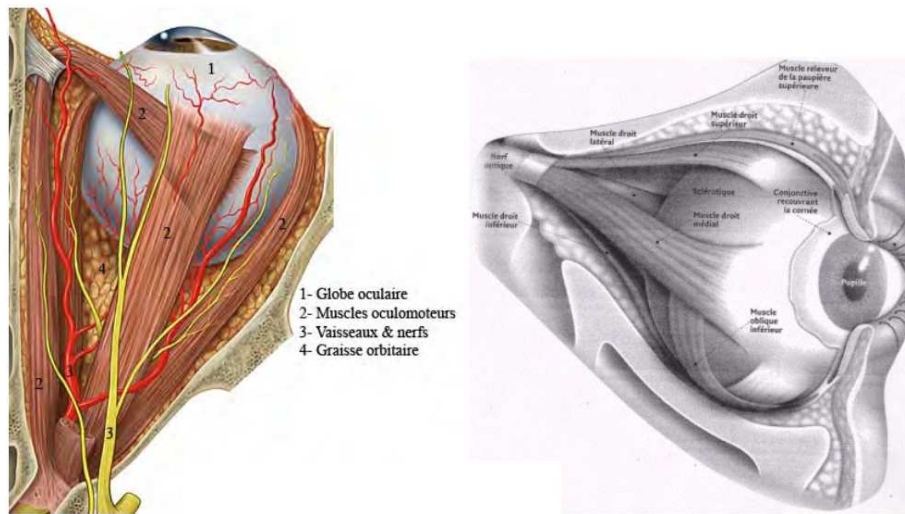 1
2
2
2
4
3
2
3
1- Globe oculaire
2- Muscles oculomoteurs
3- Vaisseaux & nerfs
4- Graisse orbitaire
Muscle releveur
de la paupière
supérieure
Muscle droit
supérieur
Muscle droit
latéral
Nerf
optique
Sclérotique
Conjonctive
recouvrant
la cornée
Muscle droit
inférieur
Muscle droit
médial
Pupille
Muscle
oblique
inférieur